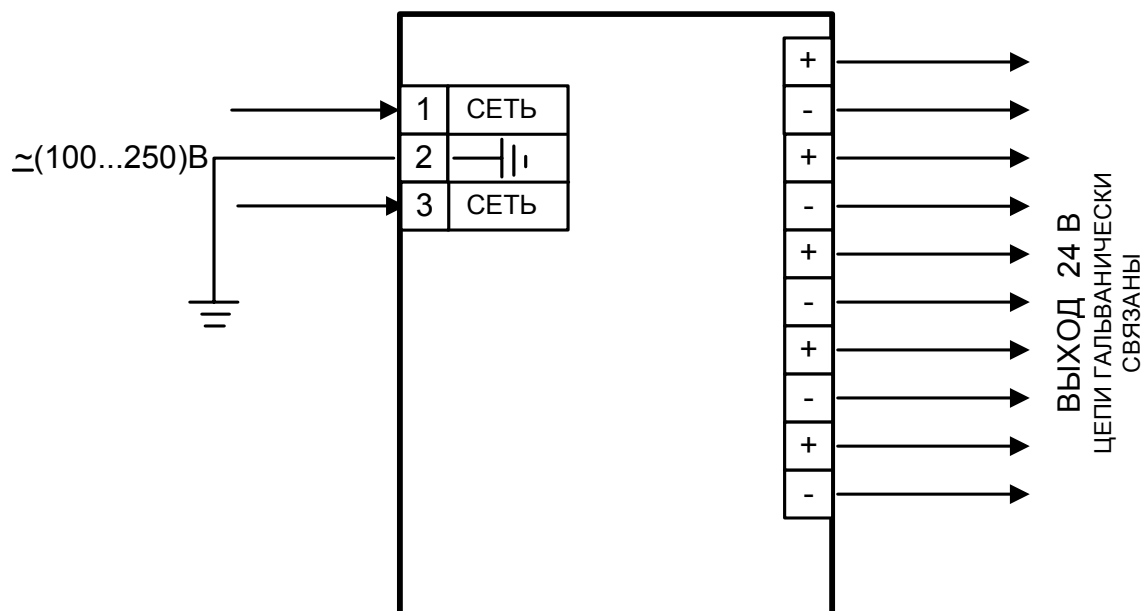 1 СЕТЬ
≃(100...250)В 2
3 СЕТЬ
+
-
+
-
+
-
+
-
+
-
ВЫХОД 24 В
ЦЕПИ ГАЛЬВАНИЧЕСКИ
СВЯЗАНЫ